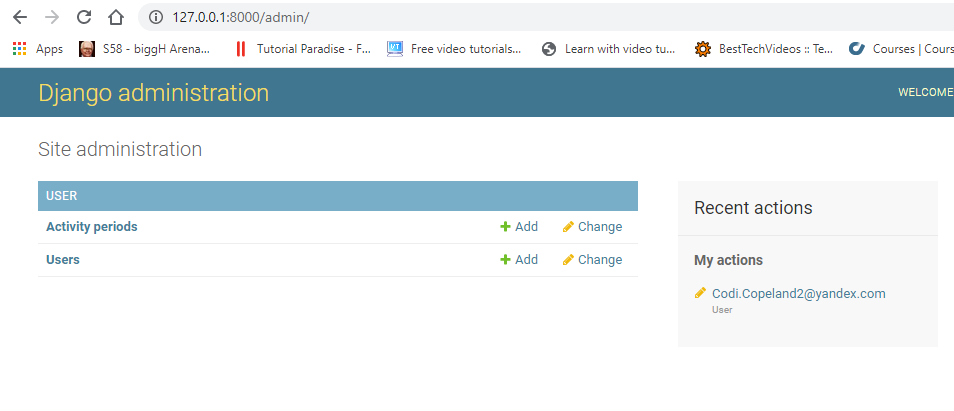 127.0.0.1:8000/admin/
Apps S58 - biggH Arena... Tutorial Paradise - F... Free video tutorials... Learn with video tu... BestTechVideos :: Te... Courses | Cours
Django administration WELCOME
Site administration
USER
Activity periods Add Change
Users Add Change
Recent actions
My actions
Codi.Copeland2@yandex.com
User